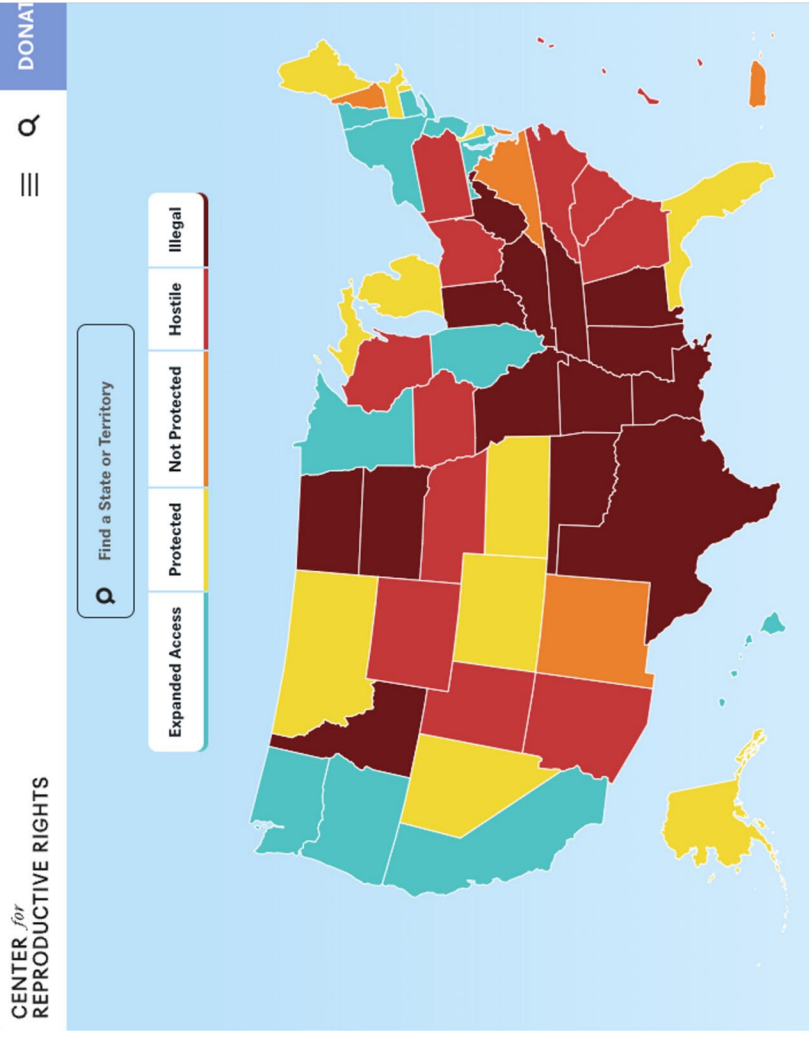 CENTER for
REPRODUCTIVE RIGHTS
DONAT
Find a State or Territory
Expanded Access
Protected
Not Protected
Hostile
Illegal